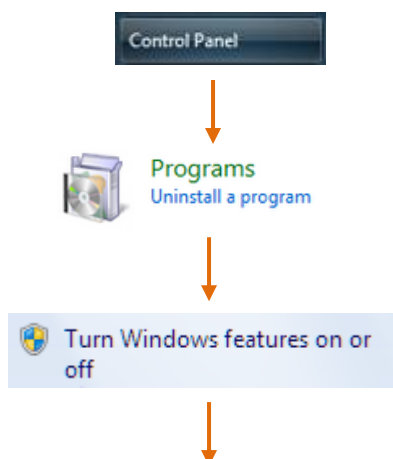 Control Panel
Programs
Uninstall a program
Turn Windows features on or
off